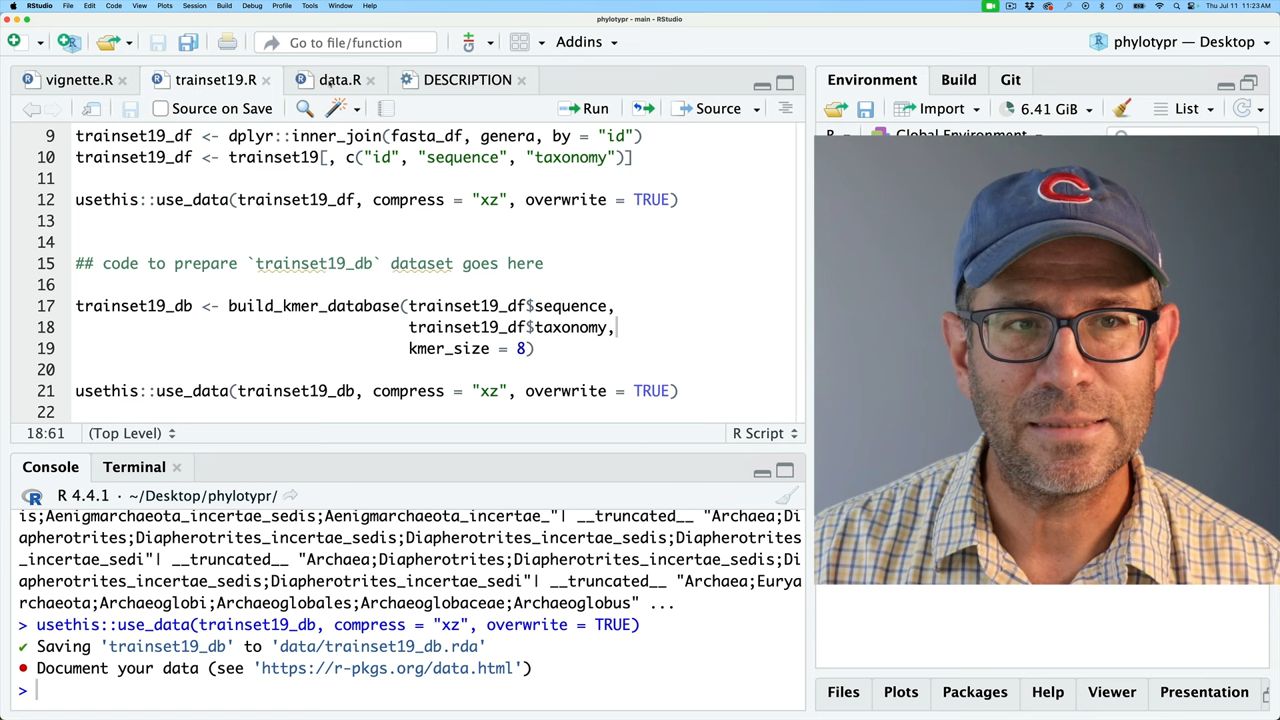 RStudio File Edit Code View Plots Session Build Debug Profile Tools Window Help Thu Jul 11 11:23 AM
phylotypr - main - RStudio
Go to file/function Addins phylotypr — Desktop
vignette.R trainset19.R data.R DESCRIPTION
Source on Save Run Source
9 trainset19_df <- dplyr::inner_join(fasta_df, genera, by = "id")
10 trainset19_df <- trainset19[, c("id", "sequence", "taxonomy")]
11
12 usethis::use_data(trainset19_df, compress = "xz", overwrite = TRUE)
13
14
15 ## code to prepare `trainset19_db` dataset goes here
16
17 trainset19_db <- build_kmer_database(trainset19_df$sequence,
18 trainset19_df$taxonomy,
19 kmer_size = 8)
20
21 usethis::use_data(trainset19_db, compress = "xz", overwrite = TRUE)
22
18:61 (Top Level) R Script
Console Terminal
R 4.4.1 · ~/Desktop/phylotypr/
is;Aenigmarchaeota_incertae_sedis;Aenigmarchaeota_incertae_"| __truncated__ "Archaea;Di
apherotrites;Diapherotrites_incertae_sedis;Diapherotrites_incertae_sedis;Diapherotrites
_incertae_sedi"| __truncated__ "Archaea;Diapherotrites;Diapherotrites_incertae_sedis;Di
apherotrites_incertae_sedis;Diapherotrites_incertae_sedi"| __truncated__ "Archaea;Eurya
rchaeota;Archaeoglobi;Archaeoglobales;Archaeoglobaceae;Archaeoglobus" ...
> usethis::use_data(trainset19_db, compress = "xz", overwrite = TRUE)
✔ Saving 'trainset19_db' to 'data/trainset19_db.rda'
● Document your data (see 'https://r-pkgs.org/data.html')
>
Environment Build Git
Import 6.41 GiB List
R Global Environment
C
Files Plots Packages Help Viewer Presentation